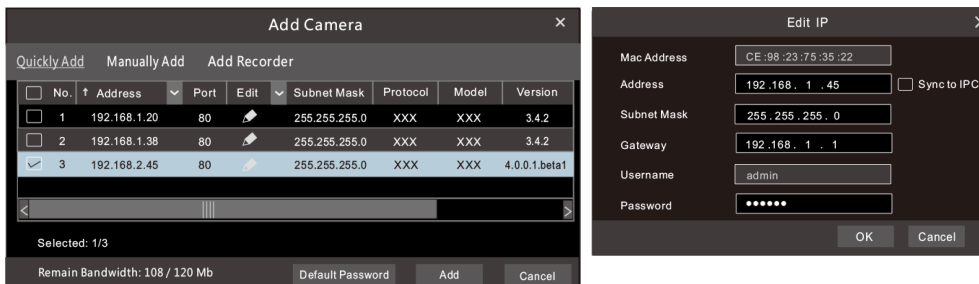 Add Camera
Quickly Add Manually Add Add Recorder
No. Address Port Edit Subnet Mask Protocol Model Version
1 192.168.1.20 80 255.255.255.0 XXX XXX 3.4.2
2 192.168.1.38 80 255.255.255.0 XXX XXX 3.4.2
3 192.168.2.45 80 255.255.255.0 XXX XXX 4.0.0.1.beta1
Selected: 1/3
Remain Bandwidth: 108 / 120 Mb Default Password Add Cancel
Edit IP
Mac Address CE:98:23:75:35:22
Address 192.168. 1 .45 Sync to IPC
Subnet Mask 255.255.255. 0
Gateway 192.168. 1 . 1
Username admin
Password ●●●●●●
OK Cancel